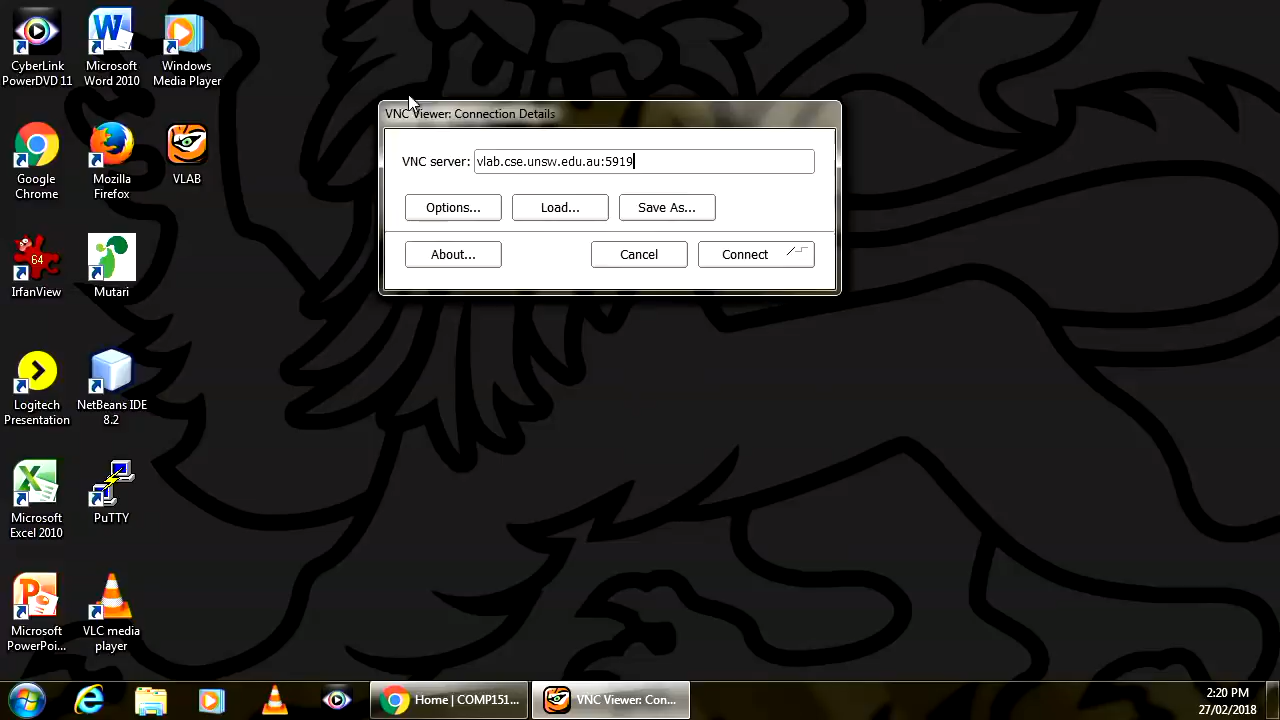 CyberLink
PowerDVD 11
Microsoft
Word 2010
Windows
Media Player
Google
Chrome
Mozilla
Firefox
VLAB
64
IrfanView
Mutari
Logitech
Presentation
NetBeans IDE
8.2
Microsoft
Excel 2010
PuTTY
Microsoft
PowerPoi...
VLC media
player
VNC Viewer: Connection Details
VNC server: vlab.cse.unsw.edu.au:5919
Options... Load... Save As...
About... Cancel Connect
Home | COMP151...
VNC Viewer: Con...
2:20 PM
27/02/2018